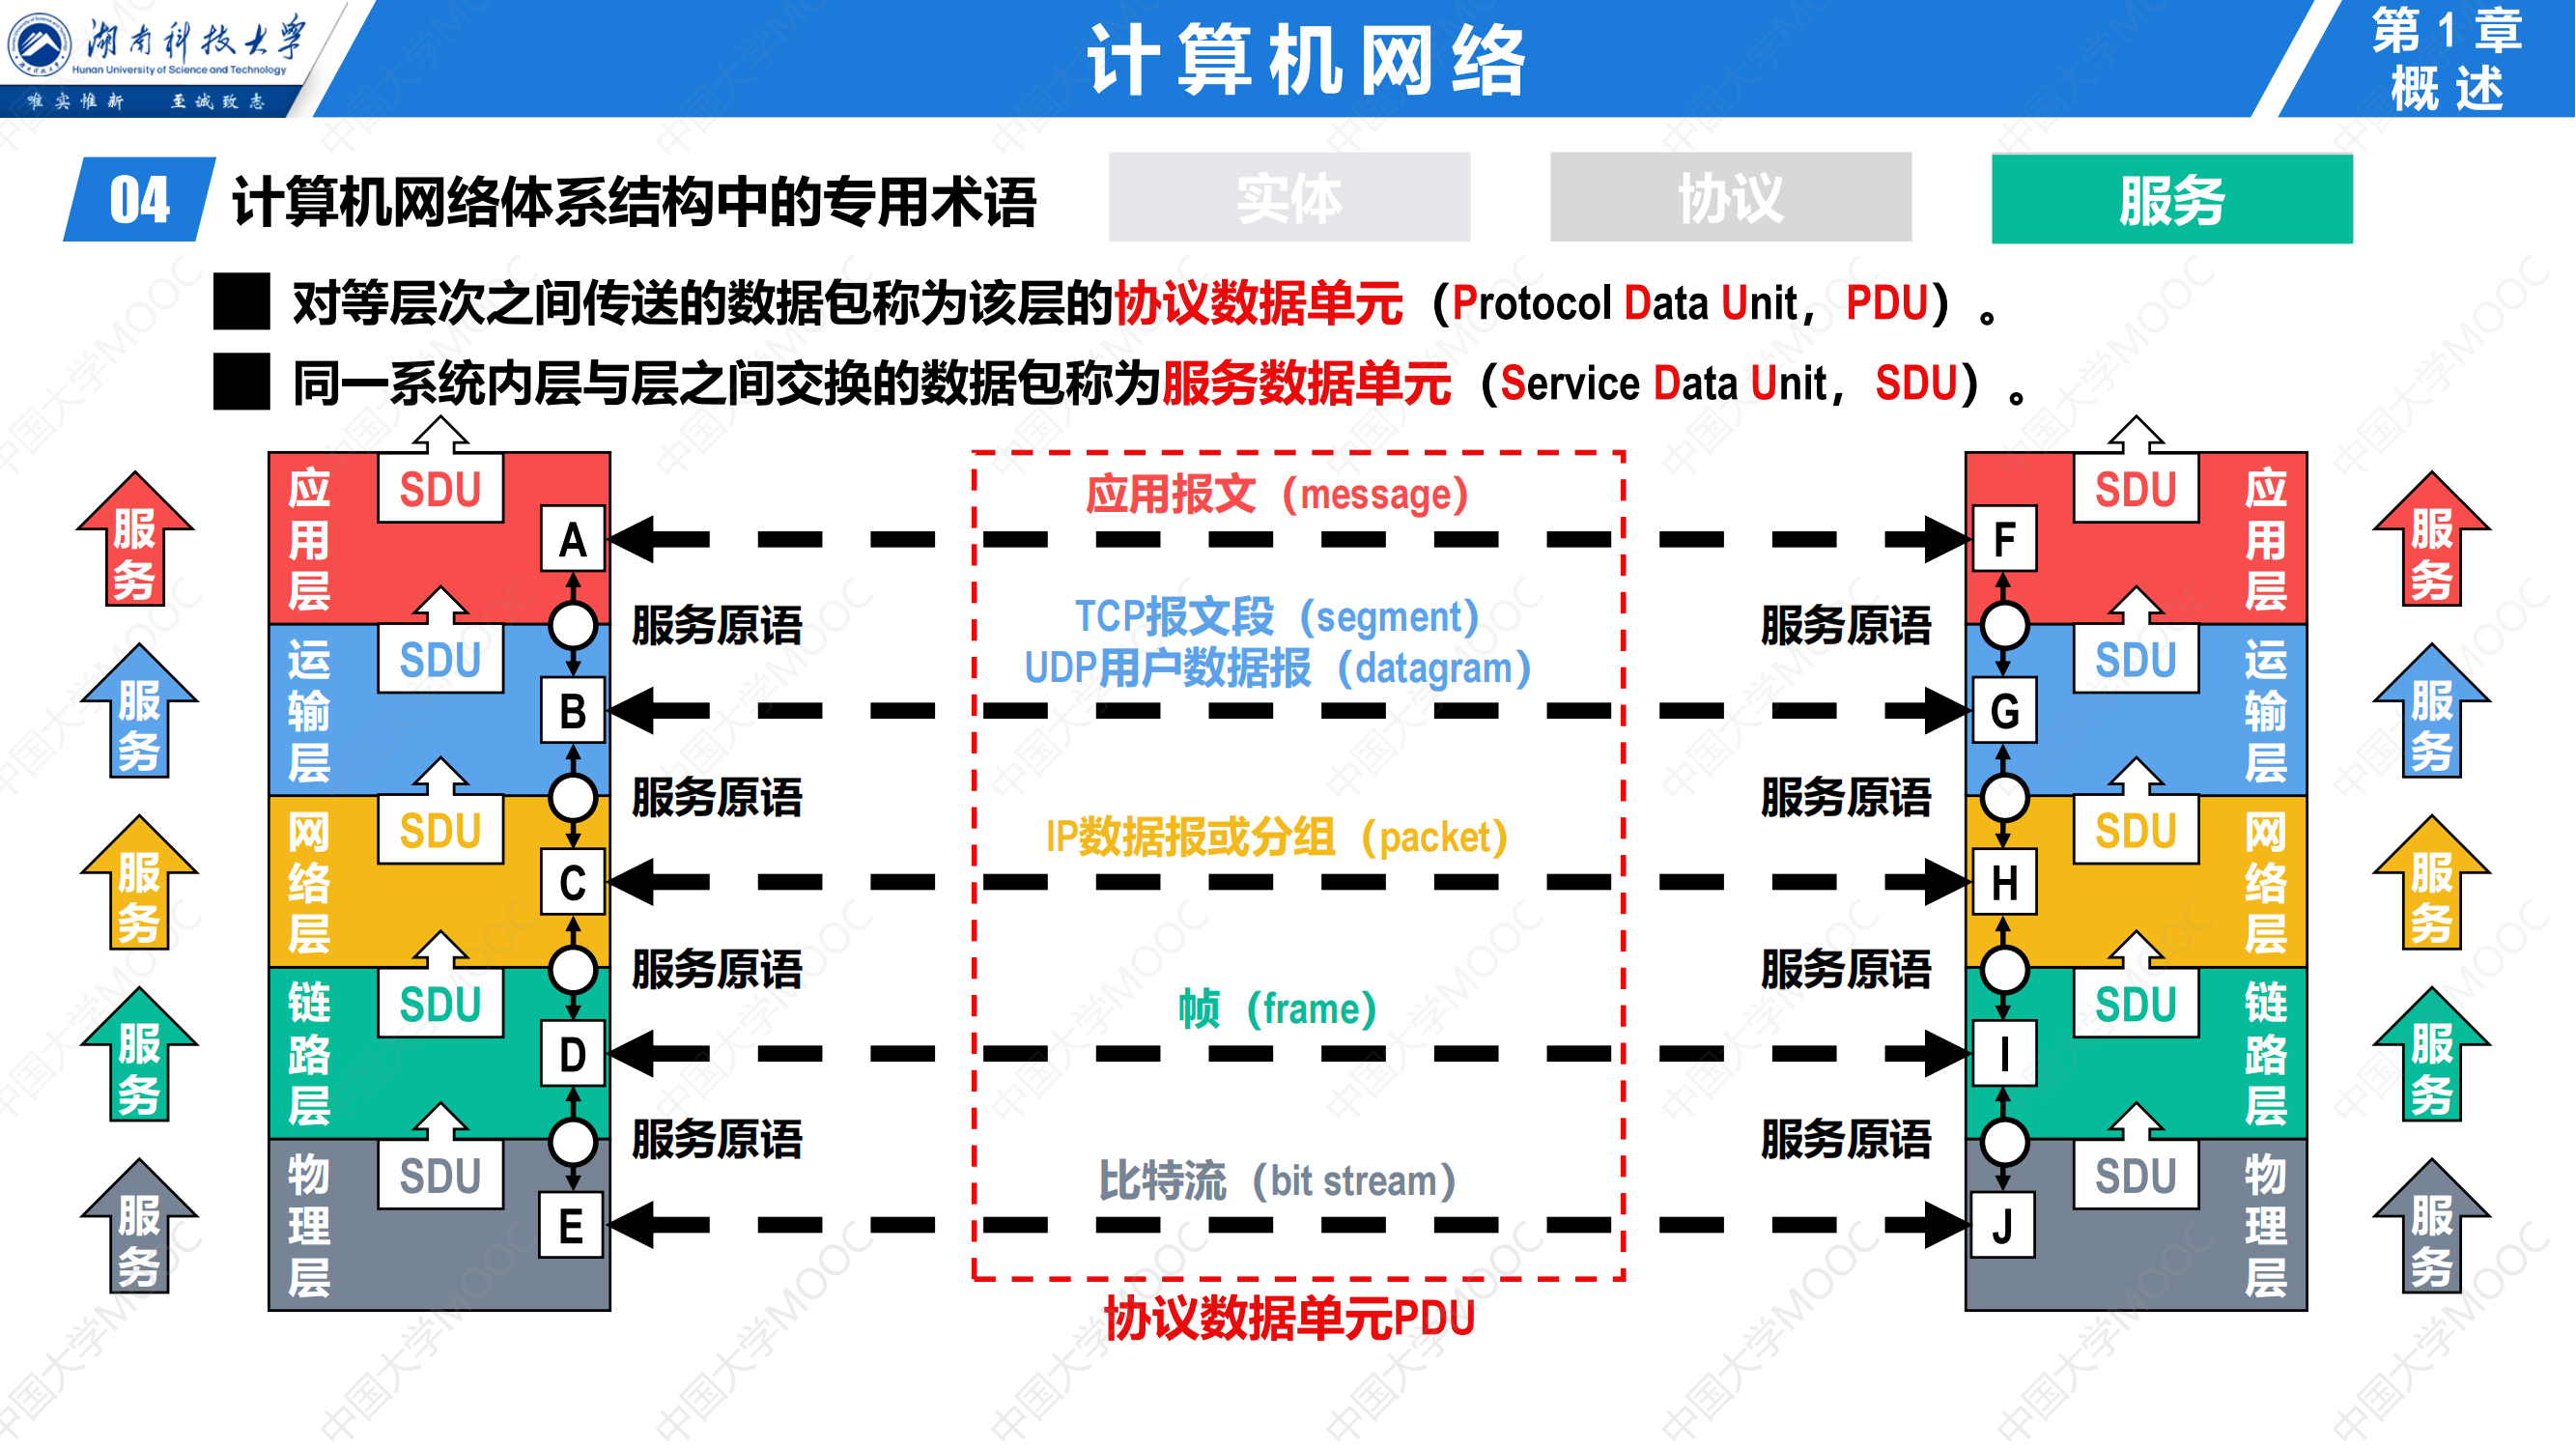 湖南科技大学
Hunan University of Science and Technology
唯实惟新 至诚致志
计算机网络
第1章
概述
04
计算机网络体系结构中的专用术语
实体
协议
服务
对等层次之间传送的数据包称为该层的协议数据单元（Protocol Data Unit，PDU）。
同一系统内层与层之间交换的数据包称为服务数据单元（Service Data Unit，SDU）。
服务
应用层
SDU
A
应用报文（message）
F
SDU
应用层
服务
服务原语
服务原语
服务
运输层
SDU
B
TCP报文段（segment）
UDP用户数据报（datagram）
G
SDU
运输层
服务
服务原语
服务原语
服务
网络层
SDU
C
IP数据报或分组（packet）
H
SDU
网络层
服务
服务原语
服务原语
服务
链路层
SDU
D
帧（frame）
I
SDU
链路层
服务
服务原语
服务原语
服务
物理层
SDU
E
比特流（bit stream）
J
SDU
物理层
服务
协议数据单元PDU
中国大学MOOC